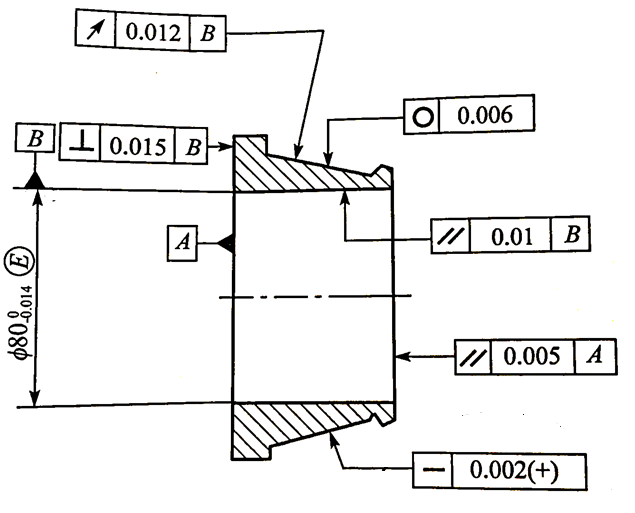 ↗ 0.012 B
○ 0.006
B
⊥ 0.015 B
A
// 0.01 B
ϕ80 0 -0.014 Ⓔ
// 0.005 A
— 0.002(+)